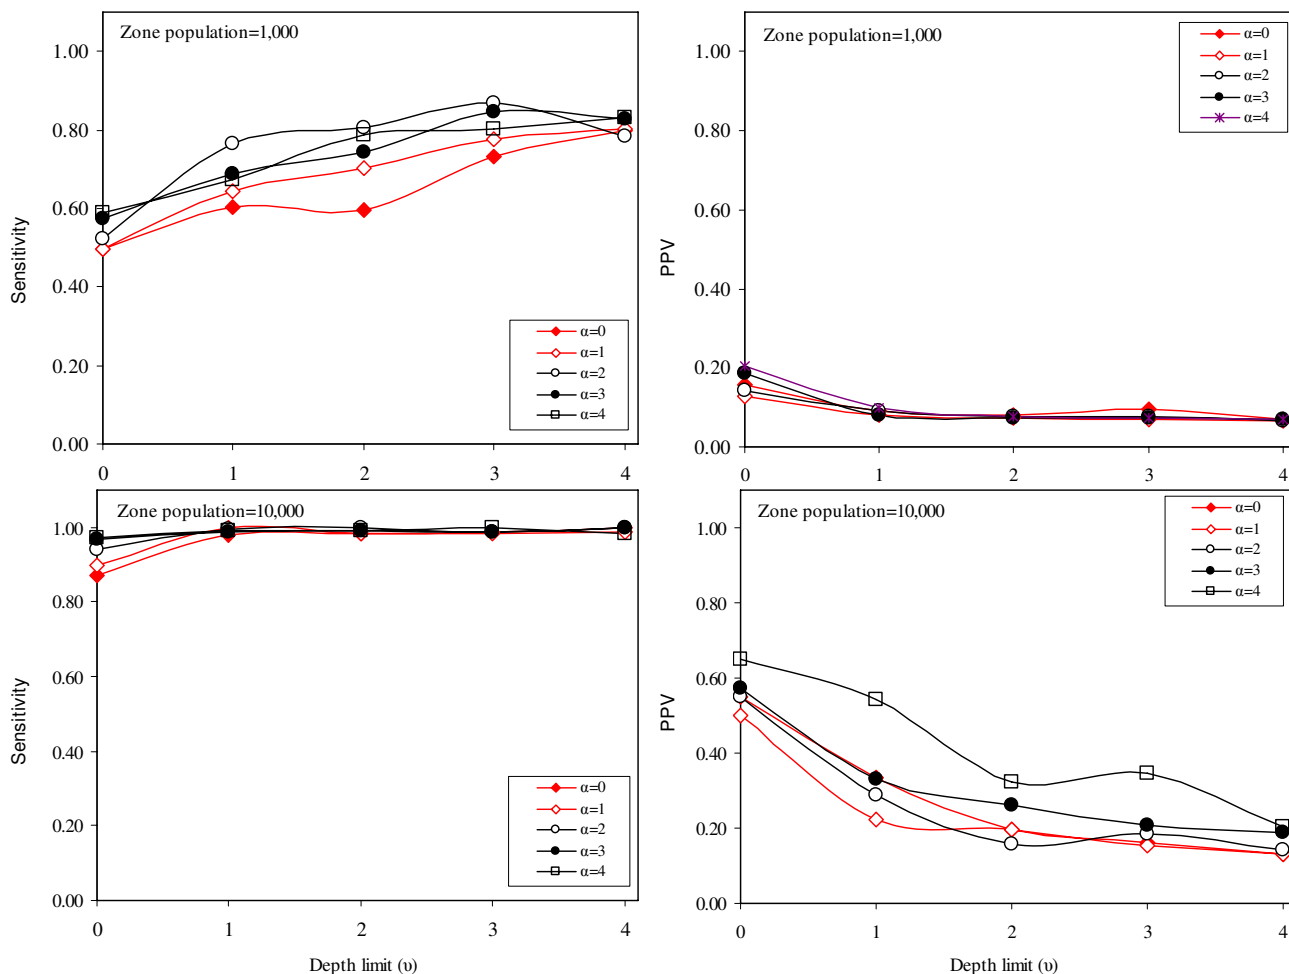 Zone population=1,000
1.00
0.80
0.60
0.40
0.20
0.00
Sensitivity
0 1 2 3 4
α=0
α=1
α=2
α=3
α=4
Zone population=1,000
1.00
0.80
0.60
0.40
0.20
0.00
PPV
0 1 2 3 4
α=0
α=1
α=2
α=3
α=4
Zone population=10,000
1.00
0.80
0.60
0.40
0.20
0.00
Sensitivity
0 1 2 3 4
Depth limit (υ)
α=0
α=1
α=2
α=3
α=4
Zone population=10,000
1.00
0.80
0.60
0.40
0.20
0.00
PPV
0 1 2 3 4
Depth limit (υ)
α=0
α=1
α=2
α=3
α=4